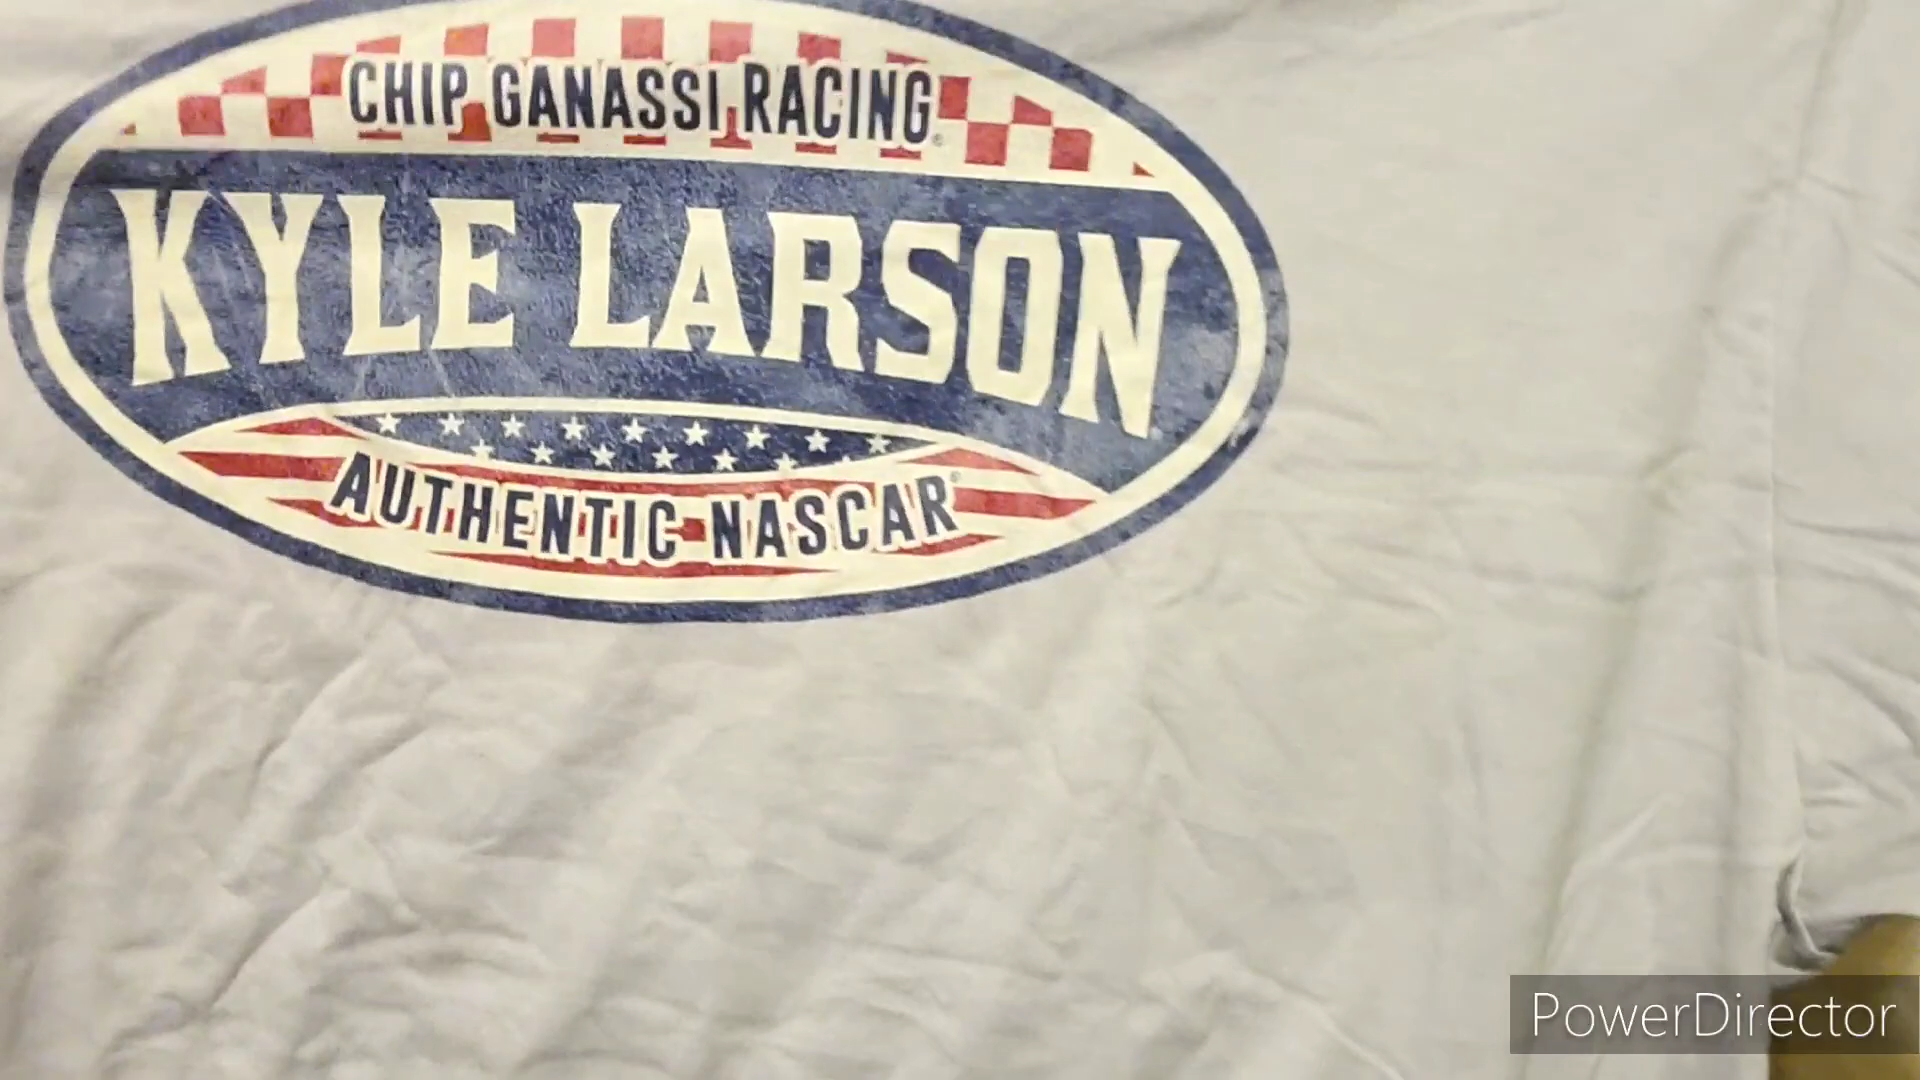 CHIP GANASSI RACING®
KYLE LARSON
AUTHENTIC NASCAR®
PowerDirector